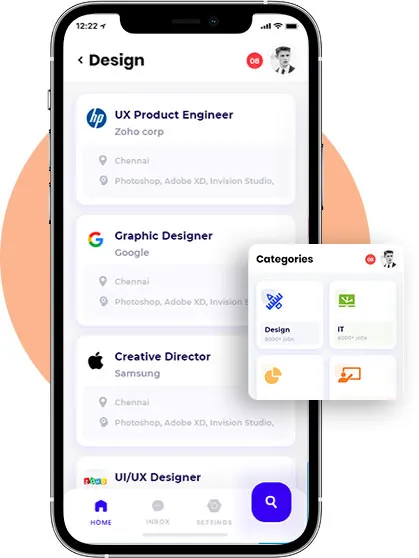 12:22
Design
08
hp
UX Product Engineer
Zoho corp
Chennai
Photoshop, Adobe XD, Invision Studio,
Graphic Designer
Google
Chennai
Photoshop, Adobe XD, Invision Studio,
Creative Director
Samsung
Chennai
Photoshop, Adobe XD, Invision Studio,
ZOHO
UI/UX Designer
HOME
INBOX
SETTINGS
Categories
08
Design
8000+ jobs
IT
6000+ jobs